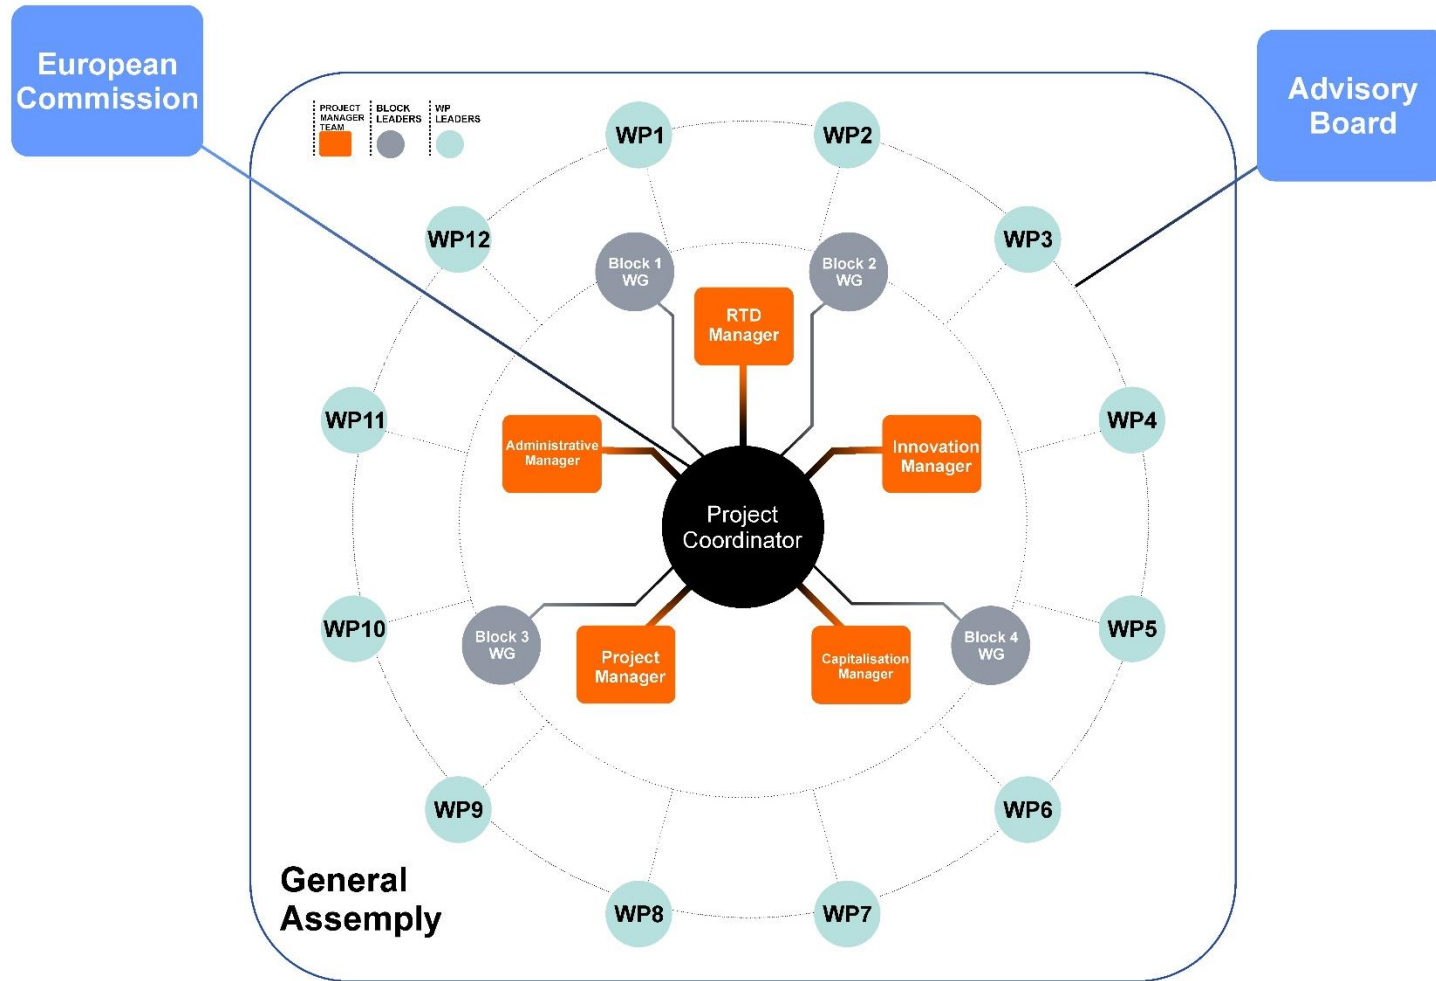 European
Commission
Advisory
Board
PROJECT
MANAGER
TEAM
BLOCK
LEADERS
WP
LEADERS
WP1
WP2
WP12
WP3
Block 1
WG
Block 2
WG
RTD
Manager
WP11
WP4
Administrative
Manager
Innovation
Manager
Project
Coordinator
WP10
WP5
Block 3
WG
Project
Manager
Capitalisation
Manager
Block 4
WG
WP9
WP6
General
Assemply
WP8
WP7